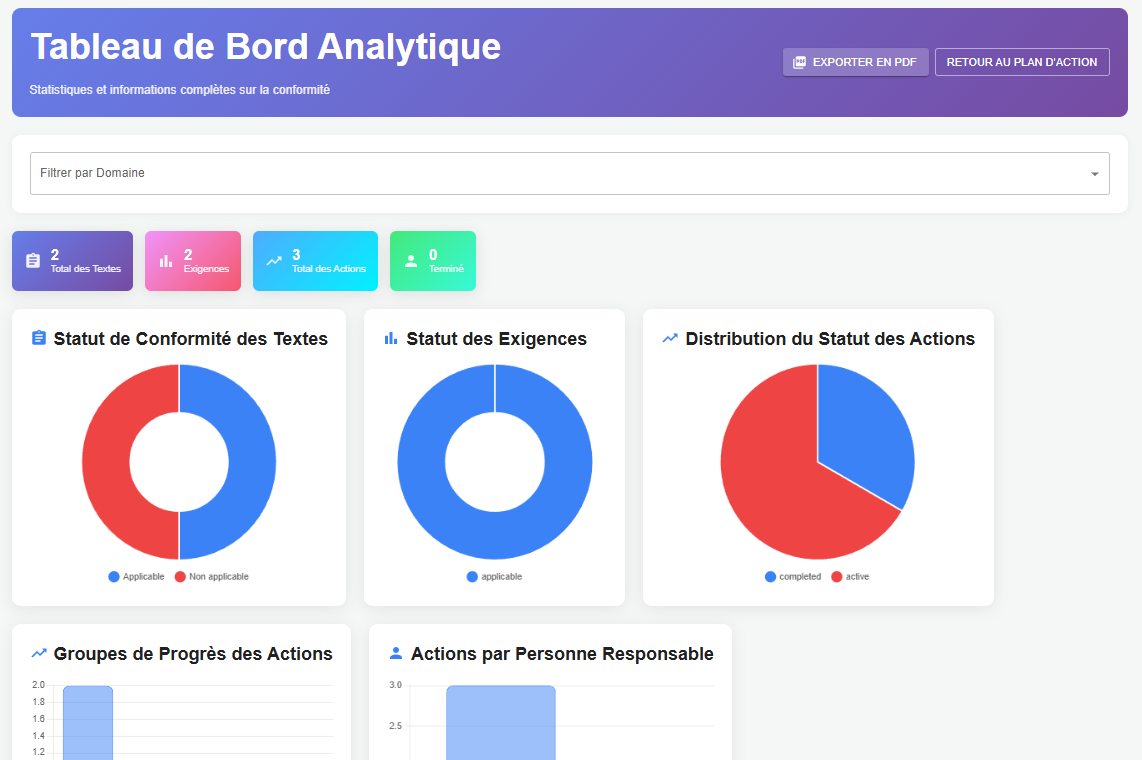 Tableau de Bord Analytique
Statistiques et informations complètes sur la conformité
EXPORTER EN PDF
RETOUR AU PLAN D'ACTION
Filtrer par Domaine
2
Total des Textes
2
Exigences
3
Total des Actions
0
Terminé
Statut de Conformité des Textes
Applicable
Non applicable
Statut des Exigences
applicable
Distribution du Statut des Actions
completed
active
Groupes de Progrès des Actions
2.0
1.8
1.6
1.4
1.2
Actions par Personne Responsable
3.0
2.5